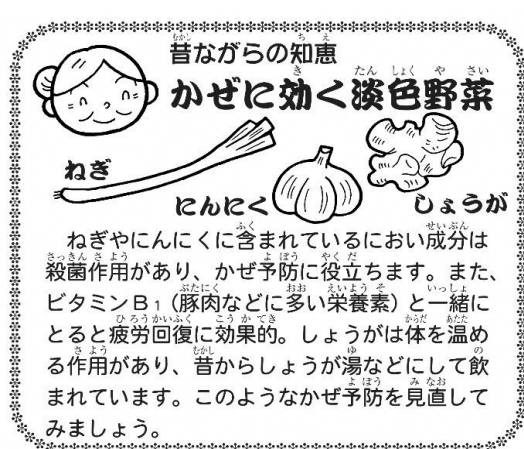 昔ながらの知恵
かぜに効く淡色野菜
ねぎ
にんにく
しょうが
ねぎやにんにくに含まれているにおい成分は
殺菌作用があり、かぜ予防に役立ちます。また、
ビタミンB1（豚肉などに多い栄養素）と一緒に
とると疲労回復に効果的。しょうがは体を温め
る作用があり、昔からしょうが湯などにして飲
まれています。このようなかぜ予防を見直して
みましょう。